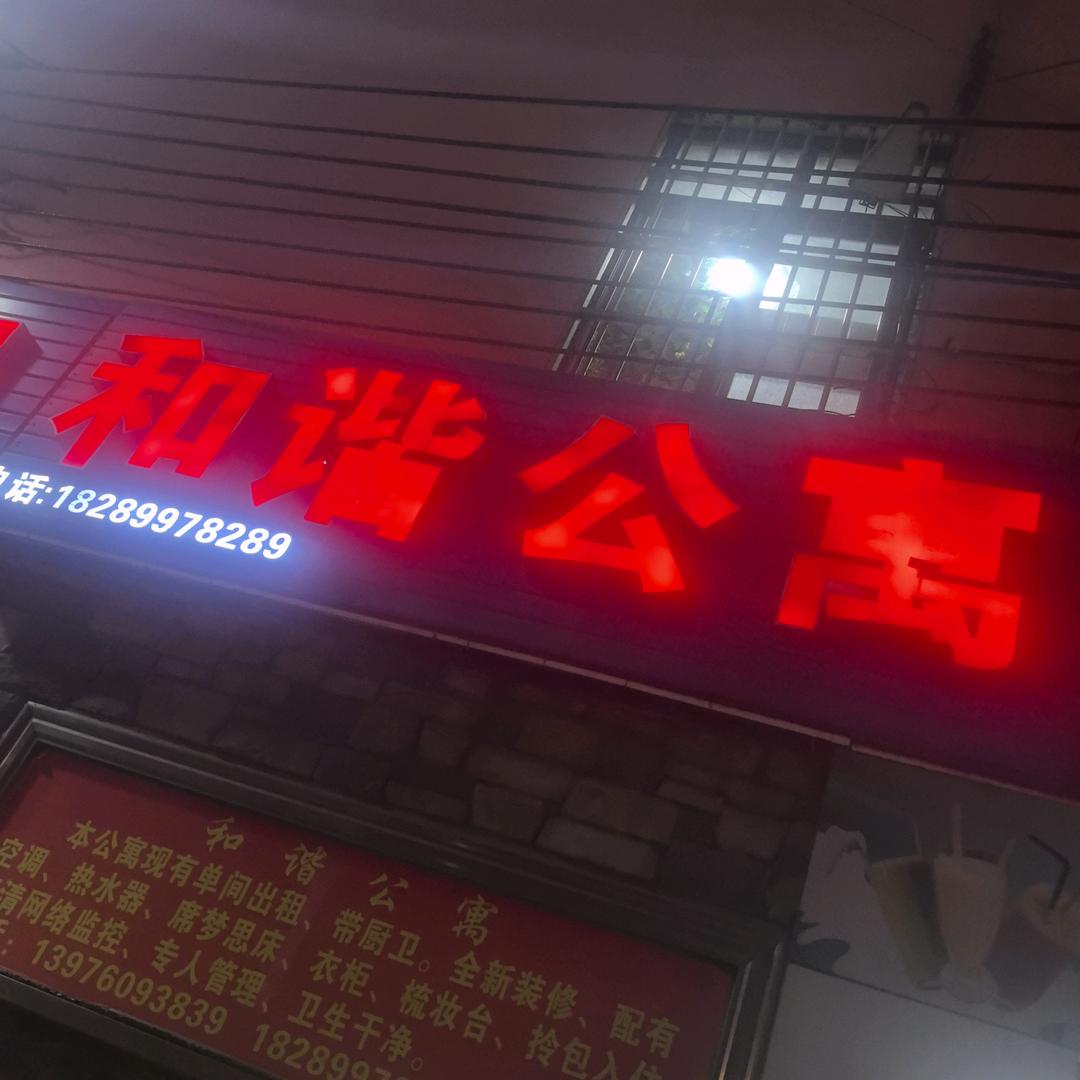 和谐公寓
电话:18289978289
和谐公寓
本公寓现有单间出租、带厨卫。全新装修、配有
空调、热水器、席梦思床、衣柜、梳妆台、拎包入住
清网络监控、专人管理、卫生干净。
: 13976093839 1828997